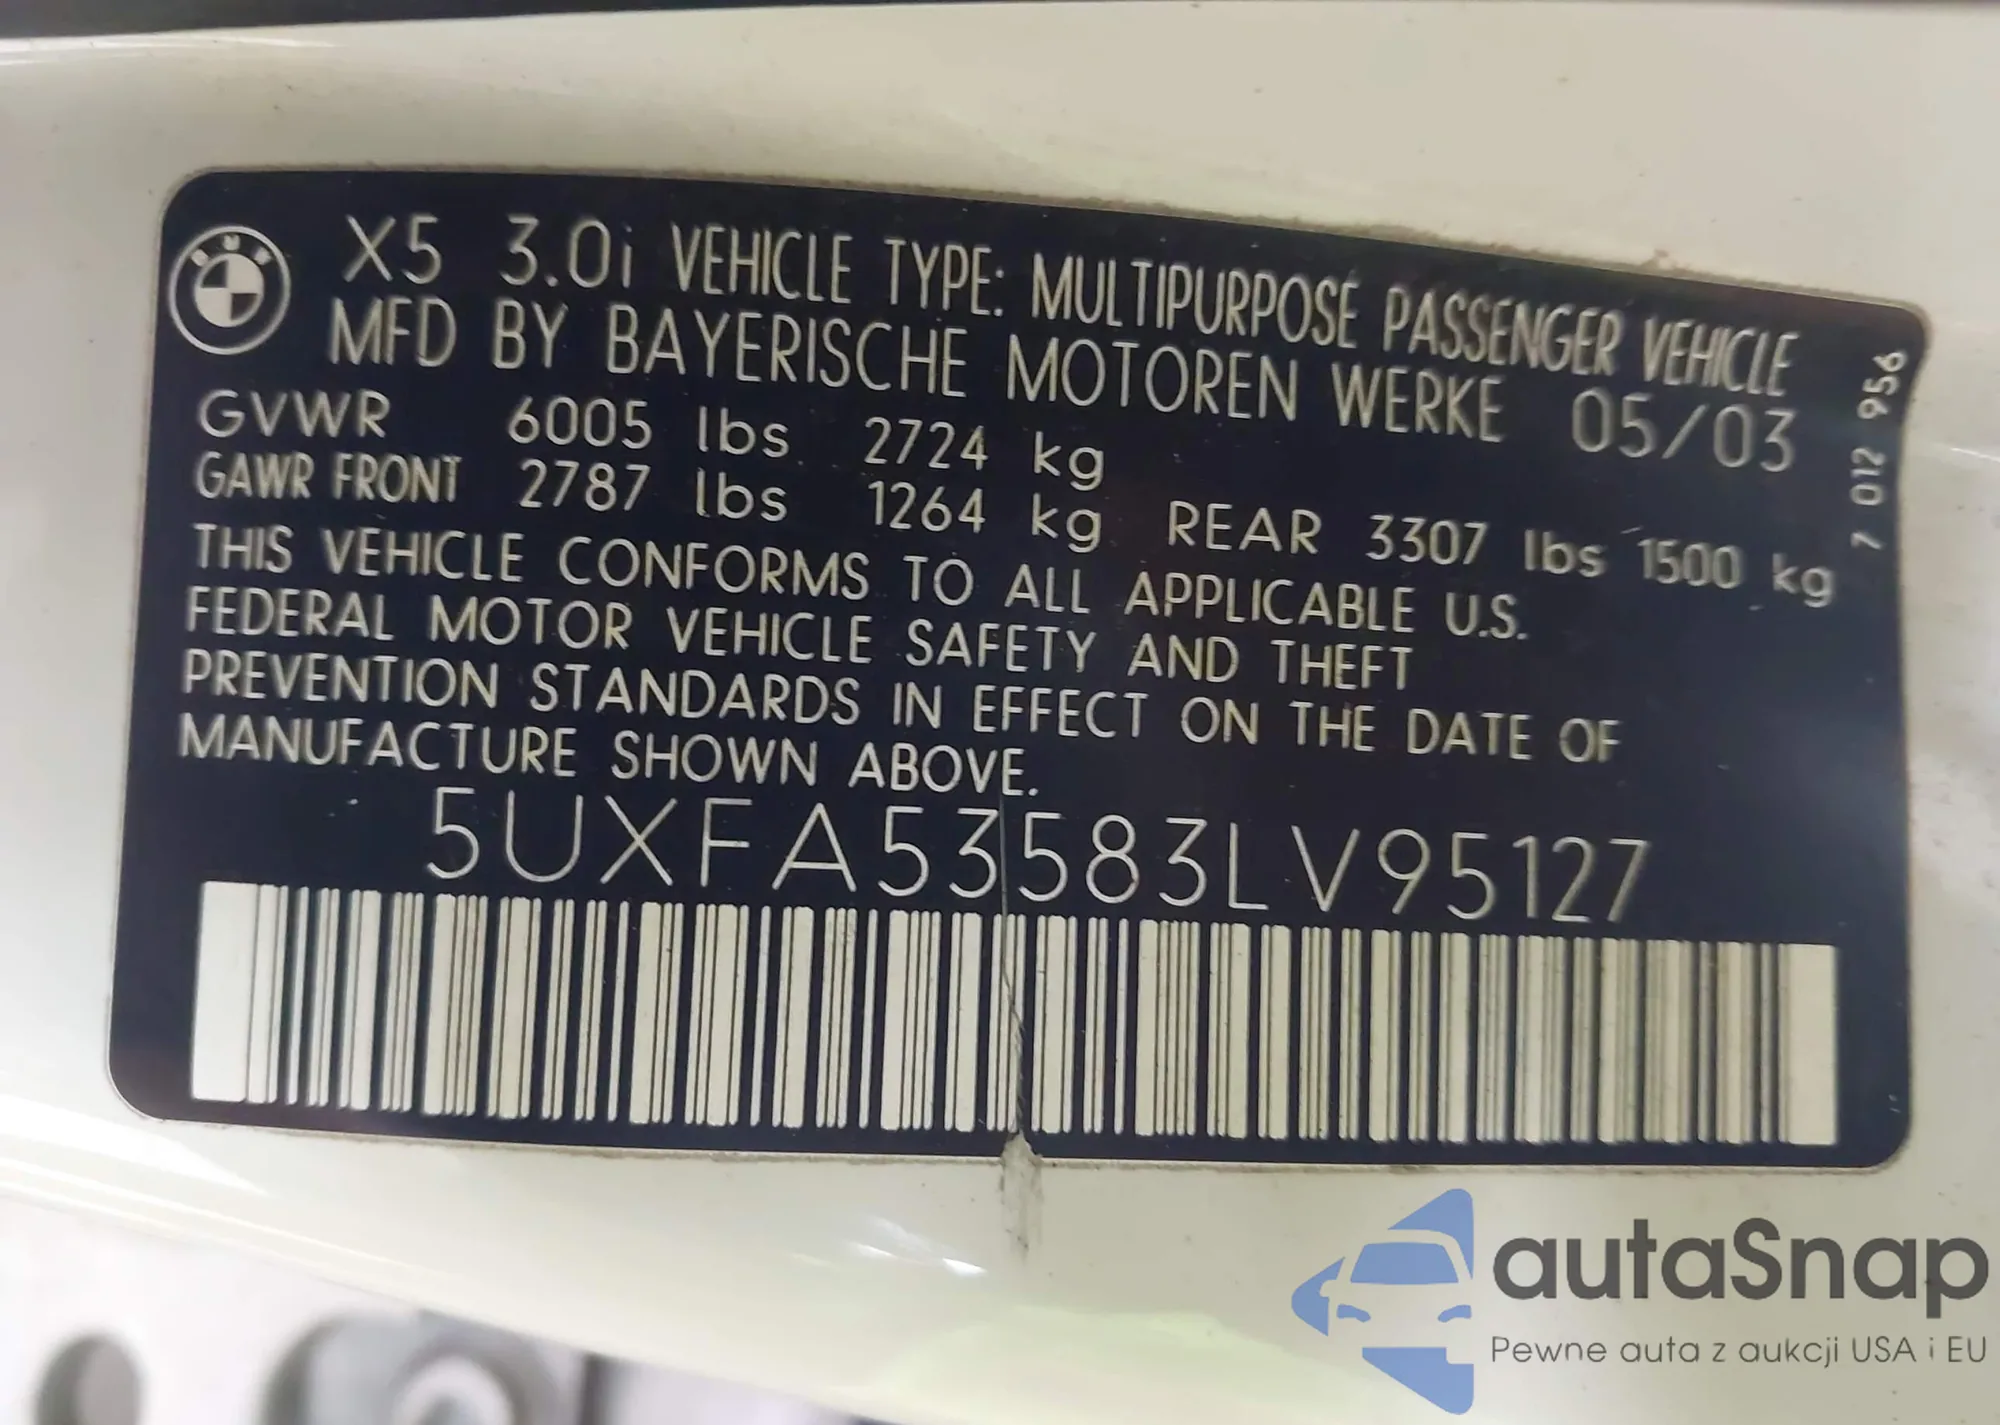 X5 3.0i VEHICLE TYPE: MULTIPURPOSE PASSENGER VEHICLE
MFD BY BAYERISCHE MOTOREN WERKE 05/03
GVWR 6005 lbs 2724 kg
GAWR FRONT 2787 lbs 1264 kg REAR 3307 lbs 1500 kg
THIS VEHICLE CONFORMS TO ALL APPLICABLE U.S.
FEDERAL MOTOR VEHICLE SAFETY AND THEFT
PREVENTION STANDARDS IN EFFECT ON THE DATE OF
MANUFACTURE SHOWN ABOVE.
5UXFA53583LV95127
7 012 956
BMW
autaSnap
Pewne auta z aukcji USA i EU